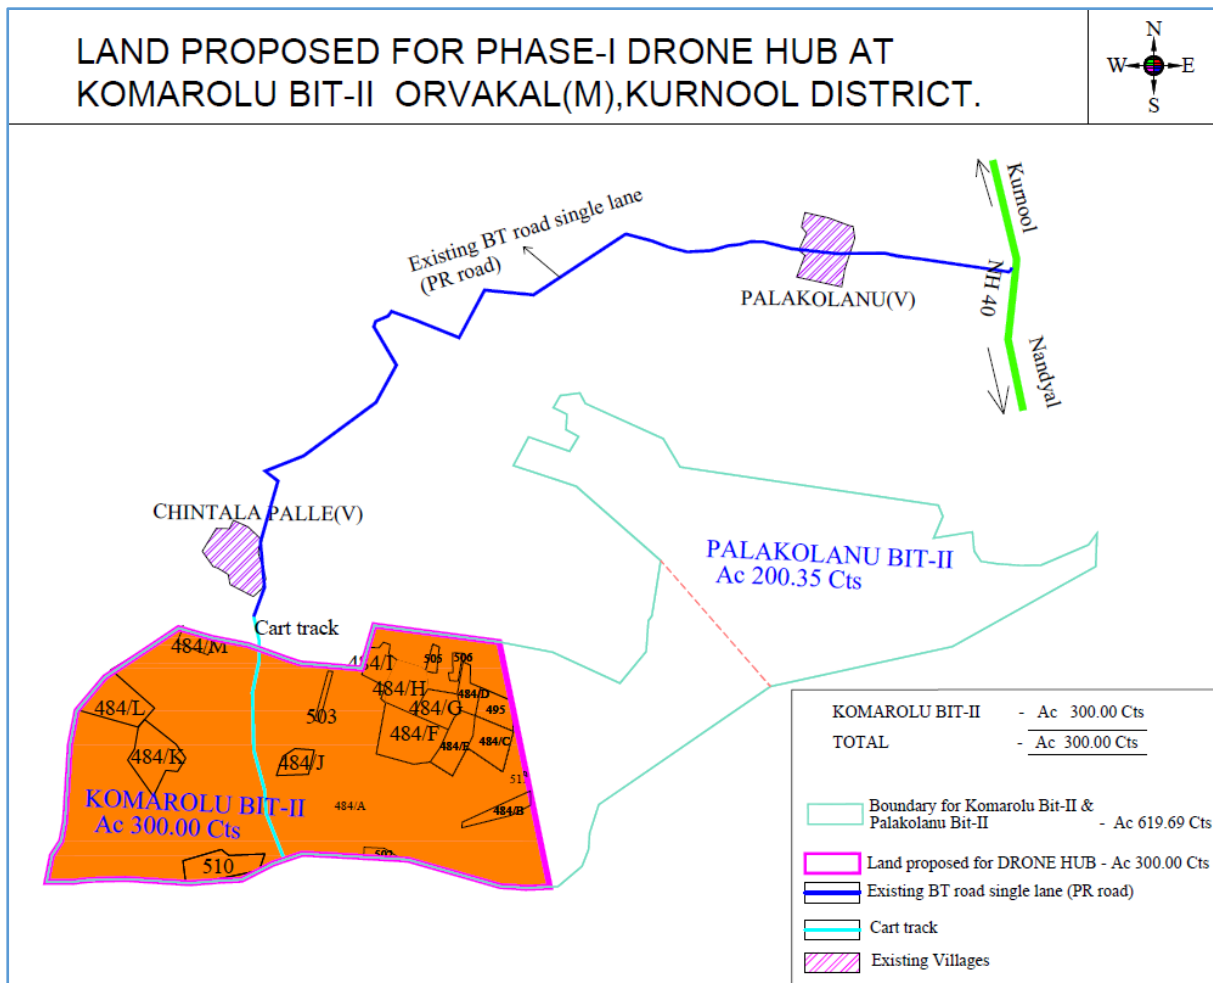 LAND PROPOSED FOR PHASE-I DRONE HUB AT
KOMAROLU BIT-II ORVAKAL(M),KURNOOL DISTRICT.
N
W
E
S
Kurnool
NH 40
Nandyal
Existing BT road single lane
(PR road)
PALAKOLANU(V)
CHINTALA PALLE(V)
PALAKOLANU BIT-II
Ac 200.35 Cts
Cart track
484/M
484/I
505
506
484/H
484/D
484/L
484/G
495
503
484/F
484/E
484/C
484/K
484/J
484/A
484/B
KOMAROLU BIT-II
Ac 300.00 Cts
510
KOMAROLU BIT-II - Ac 300.00 Cts
TOTAL - Ac 300.00 Cts
Boundary for Komarolu Bit-II &
Palakolanu Bit-II - Ac 619.69 Cts
Land proposed for DRONE HUB - Ac 300.00 Cts
Existing BT road single lane (PR road)
Cart track
Existing Villages